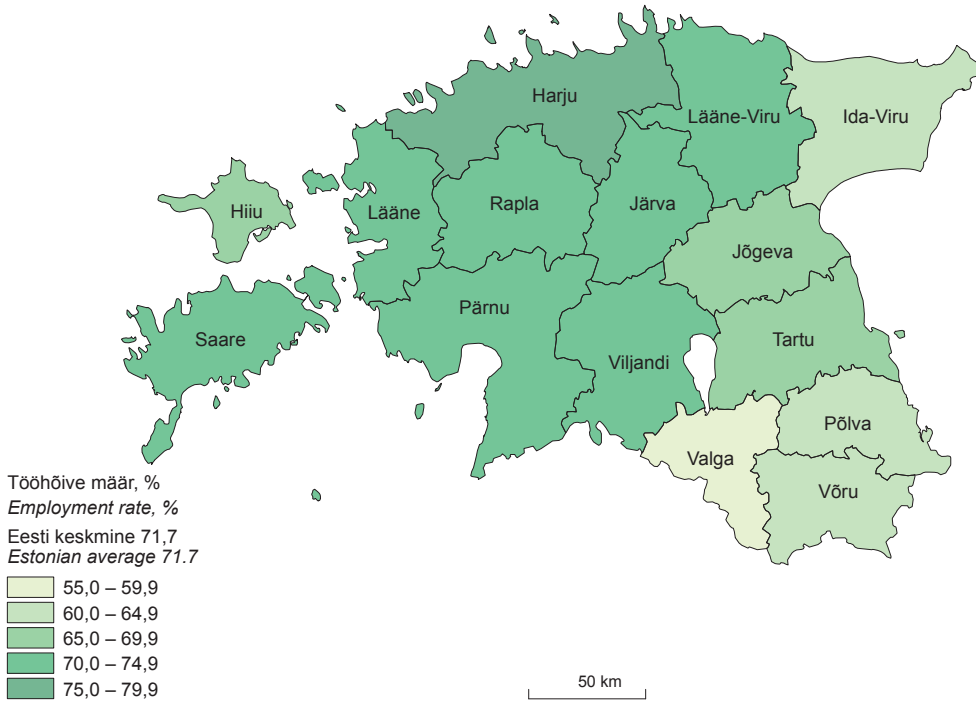 Harju
Lääne-Viru
Ida-Viru
Hiiu
Lääne
Rapla
Järva
Jõgeva
Saare
Pärnu
Viljandi
Tartu
Valga
Põlva
Võru
Tööhõive määr, %
Employment rate, %
Eesti keskmine 71,7
Estonian average 71.7
55,0 – 59,9
60,0 – 64,9
65,0 – 69,9
70,0 – 74,9
75,0 – 79,9
50 km